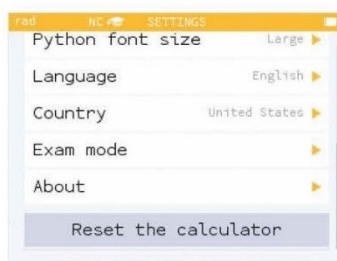 rad NC SETTINGS
Python font size Large
Language English
Country United States
Exam mode
About
Reset the calculator